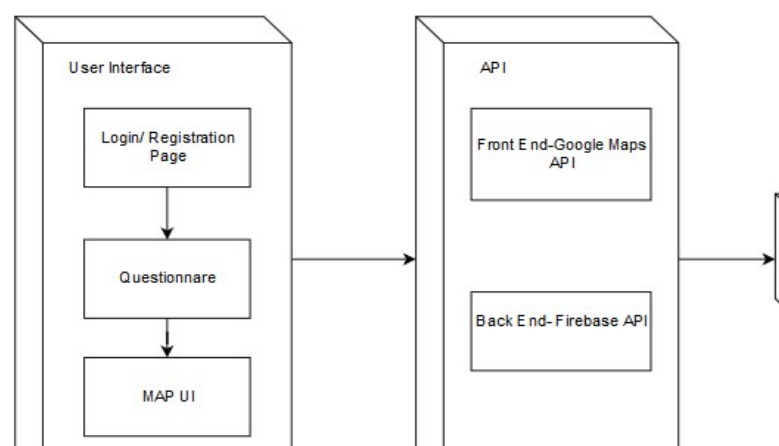 User Interface
Login/ Registration
Page
Questionnare
MAP UI
API
Front End-Google Maps
API
Back End- Firebase API